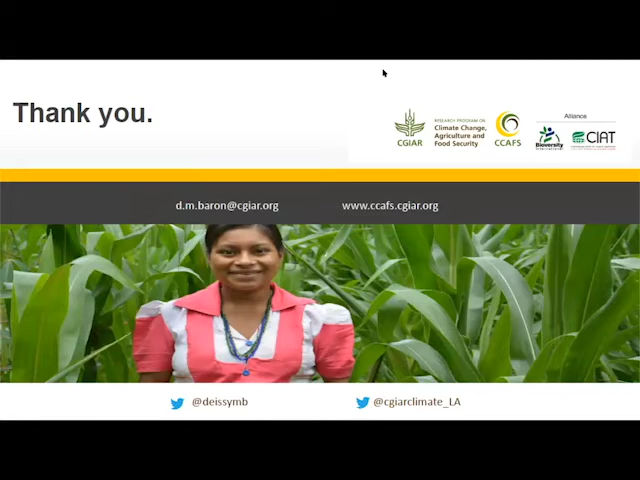 Thank you.
RESEARCH PROGRAM ON
Climate Change,
Agriculture and
Food Security
CGIAR
CCAFS
Alliance
Bioversity
International
CIAT
d.m.baron@cgiar.org
www.ccafs.cgiar.org
@deissymb
@cgiarclimate_LA